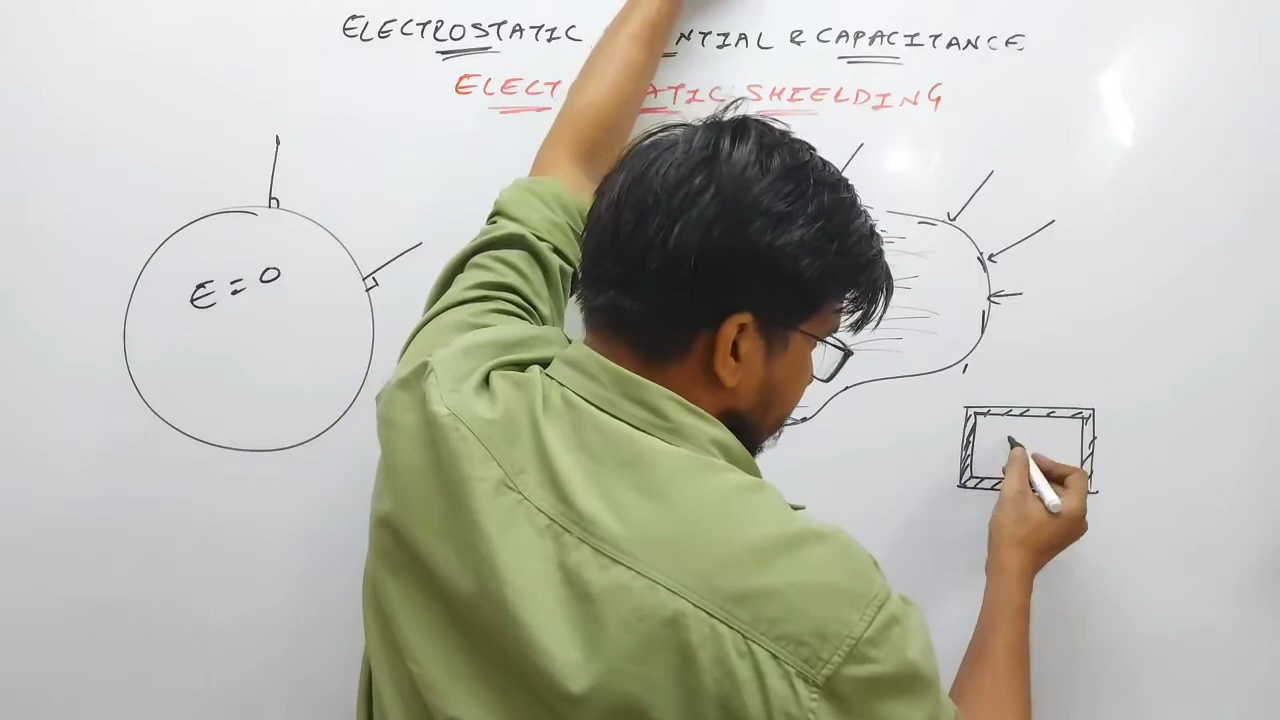 ELECTROSTATIC NTIAL & CAPACITANCE
ELECT ATIC SHIELDING
E = 0